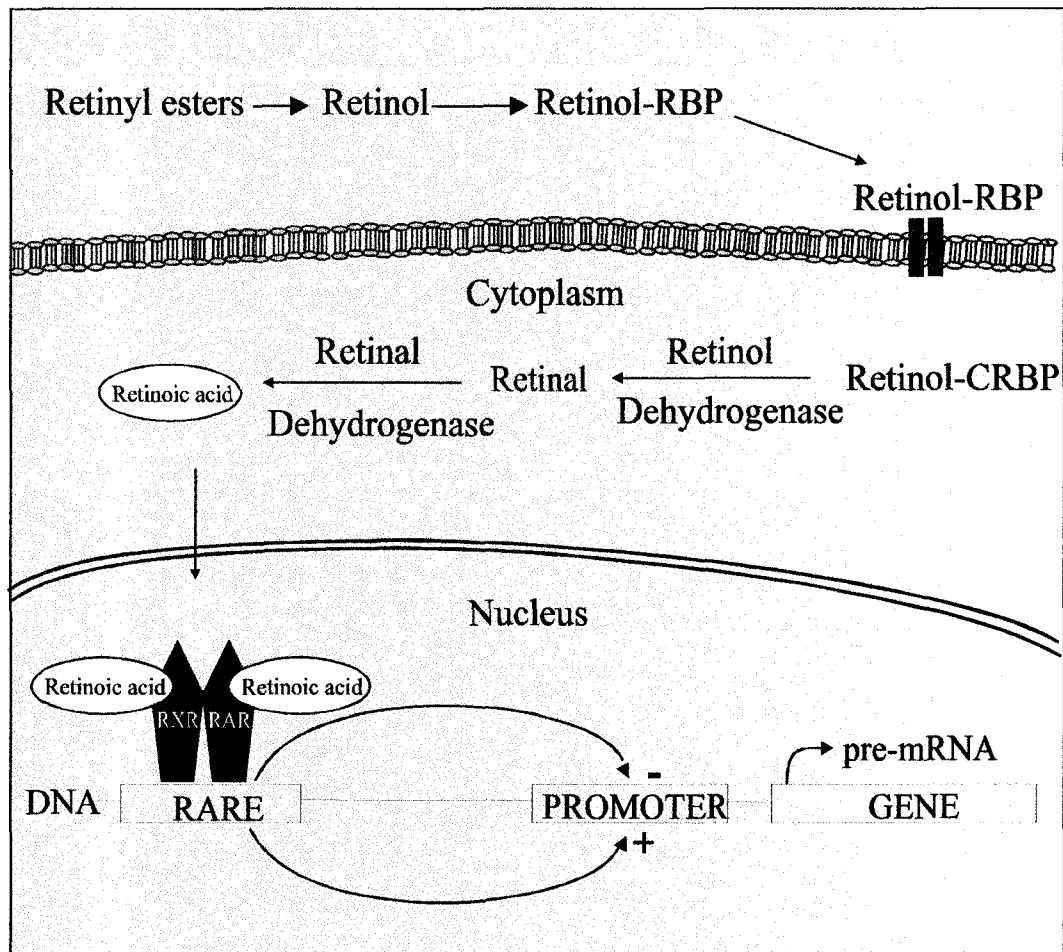 Retinyl esters Retinol Retinol-RBP
Retinol-RBP
Cytoplasm
Retinal Retinol
Retinoic acid Retinal Retinol-CRBP
Dehydrogenase Dehydrogenase
Nucleus
Retinoic acid Retinoic acid
RXR RAR
- pre-mRNA
DNA RARE PROMOTER GENE
+